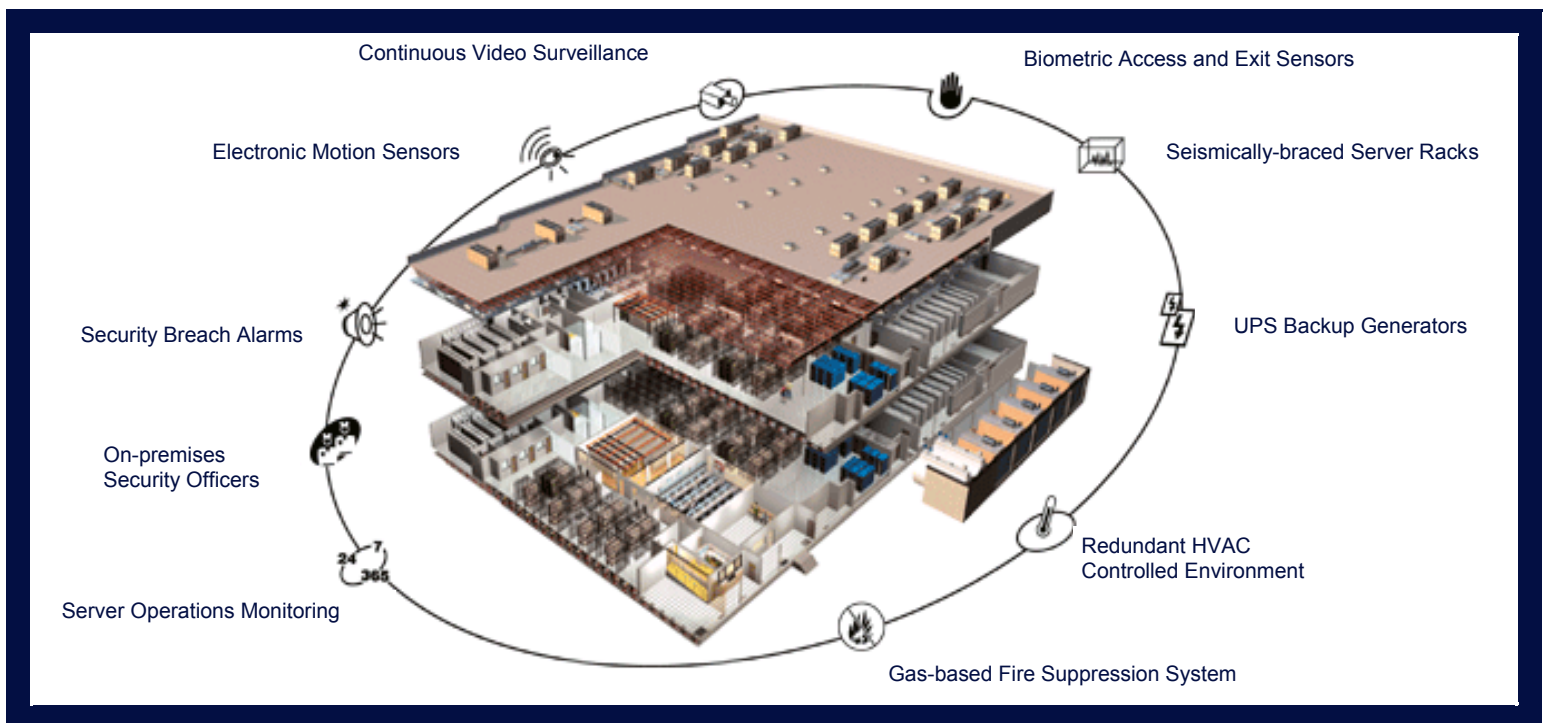 Continuous Video Surveillance
Biometric Access and Exit Sensors
Electronic Motion Sensors
Seismically-braced Server Racks
Security Breach Alarms
UPS Backup Generators
On-premises
Security Officers
24
7
365
Redundant HVAC
Controlled Environment
Server Operations Monitoring
Gas-based Fire Suppression System